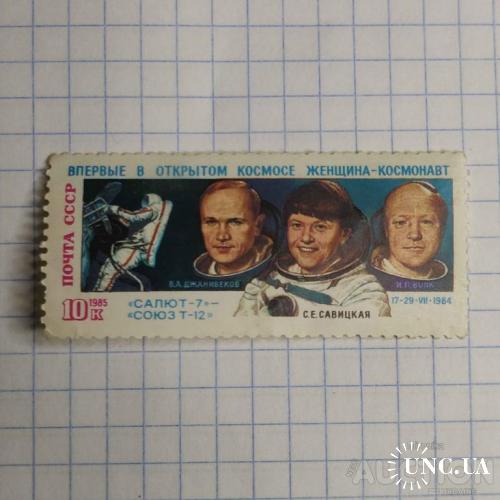 ВПЕРВЫЕ В ОТКРЫТОМ КОСМОСЕ ЖЕНЩИНА-КОСМОНАВТ
ПОЧТА СССР
1985
10 К
В.А. ДЖАНИБЕКОВ
И.П. ВОЛК
«САЛЮТ-7»—
«СОЮЗ Т-12»
С.Е. САВИЦКАЯ
17-29-VII-1984
UNC.UA